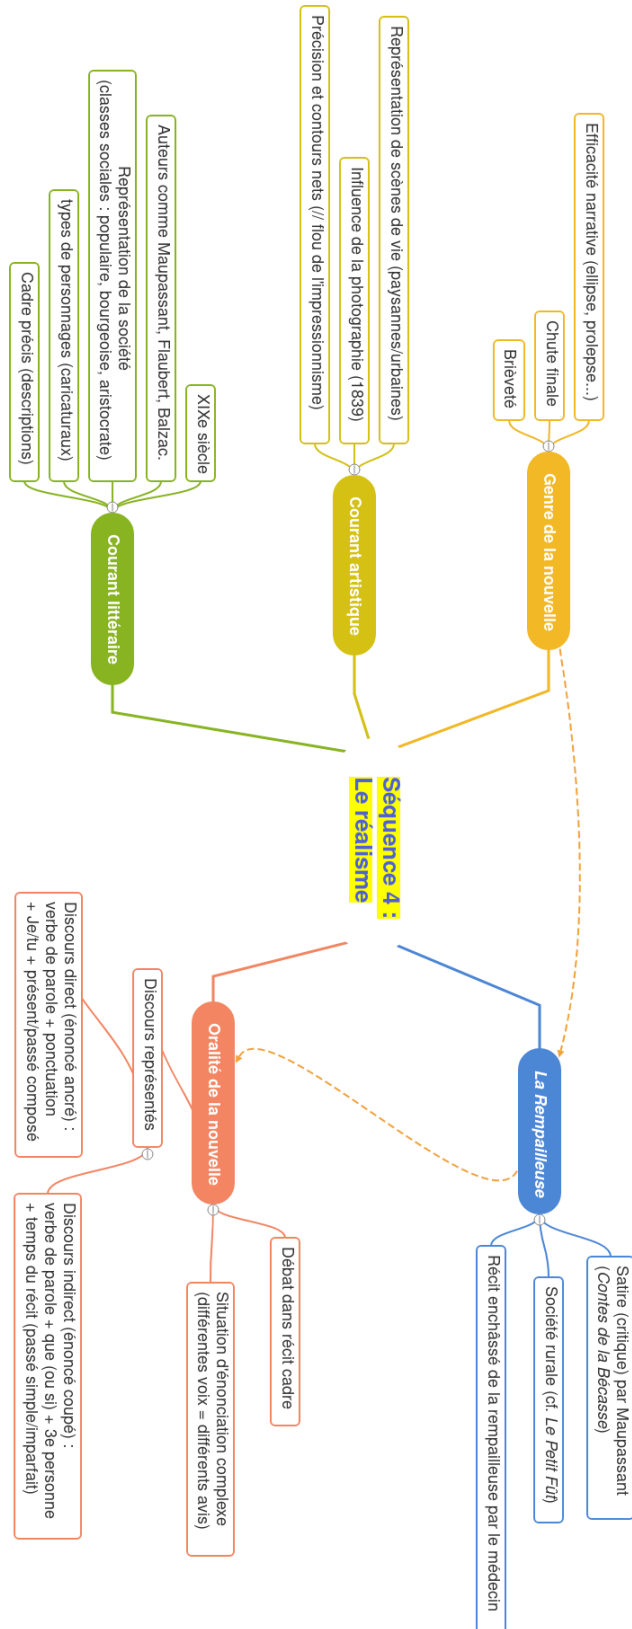 Séquence 4 :
Le réalisme
Genre de la nouvelle
Efficacité narrative (ellipse, prolepse...)
Chute finale
Brièveté
Courant artistique
Représentation de scènes de vie (paysannes/urbaines)
Influence de la photographie (1839)
Précision et contours nets (// flou de l'impressionnisme)
Courant littéraire
XIXe siècle
Auteurs comme Maupassant, Flaubert, Balzac.
Représentation de la société
(classes sociales : populaire, bourgeoise, aristocrate)
types de personnages (caricaturaux)
Cadre précis (descriptions)
La Rempailleuse
Satire (critique) par Maupassant
(Contes de la Bécasse)
Société rurale (cf. Le Petit Fût)
Récit enchâssé de la rempailleuse par le médecin
Oralité de la nouvelle
Débat dans récit cadre
Situation d'énonciation complexe
(différentes voix = différents avis)
Discours représentés
Discours direct (énoncé ancré) :
verbe de parole + ponctuation
+ Je/tu + présent/passé composé
Discours indirect (énoncé coupé) :
verbe de parole + que (ou si) + 3e personne
+ temps du récit (passé simple/imparfait)